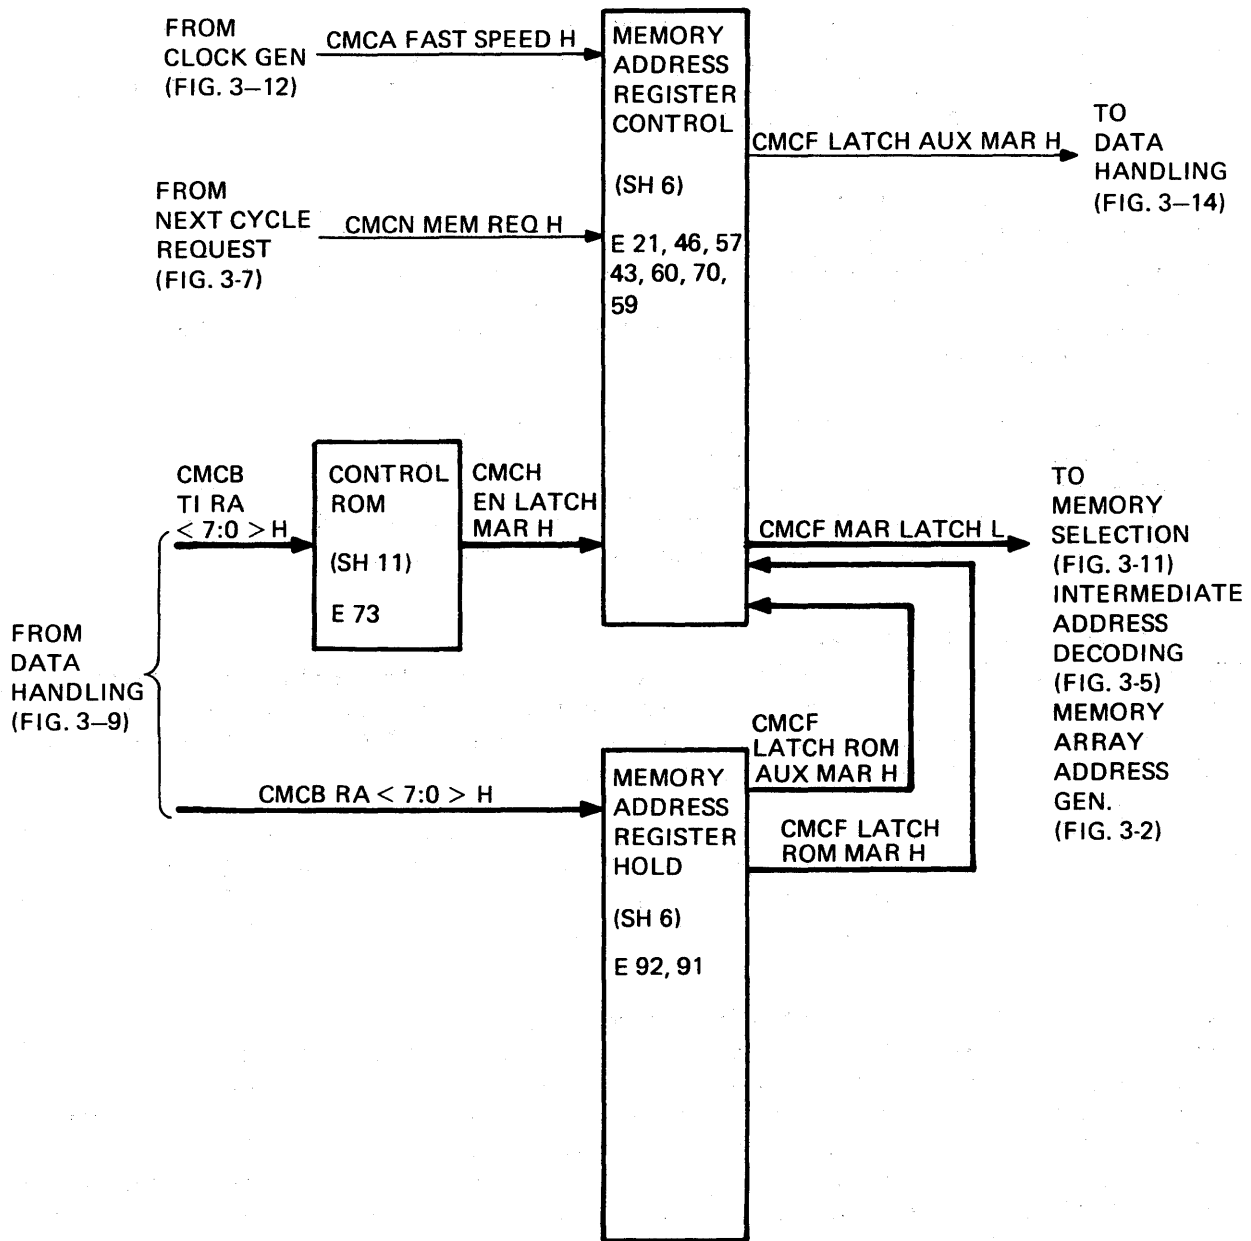 FROM
CLOCK GEN
(FIG. 3–12)
CMCA FAST SPEED H
MEMORY
ADDRESS
REGISTER
CONTROL
(SH 6)
E 21, 46, 57
43, 60, 70,
59
CMCF LATCH AUX MAR H
TO
DATA
HANDLING
(FIG. 3–14)
FROM
NEXT CYCLE
REQUEST
(FIG. 3-7)
CMCN MEM REQ H
CMCB
TI RA
< 7:0 > H
CONTROL
ROM
(SH 11)
E 73
CMCH
EN LATCH
MAR H
CMCF MAR LATCH L
TO
MEMORY
SELECTION
(FIG. 3-11)
INTERMEDIATE
ADDRESS
DECODING
(FIG. 3-5)
MEMORY
ARRAY
ADDRESS
GEN.
(FIG. 3-2)
FROM
DATA
HANDLING
(FIG. 3–9)
CMCB RA < 7:0 > H
MEMORY
ADDRESS
REGISTER
HOLD
(SH 6)
E 92, 91
CMCF
LATCH ROM
AUX MAR H
CMCF LATCH
ROM MAR H